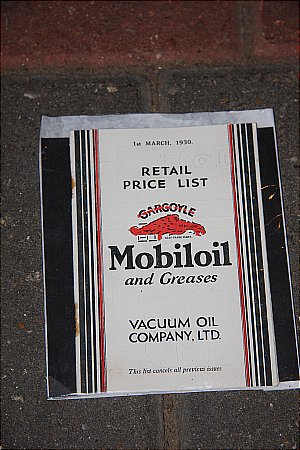 1st MARCH, 1930.
RETAIL
PRICE LIST
GARGOYLE
Mobiloil
and Greases
VACUUM OIL
COMPANY, LTD.
This list cancels all previous issues